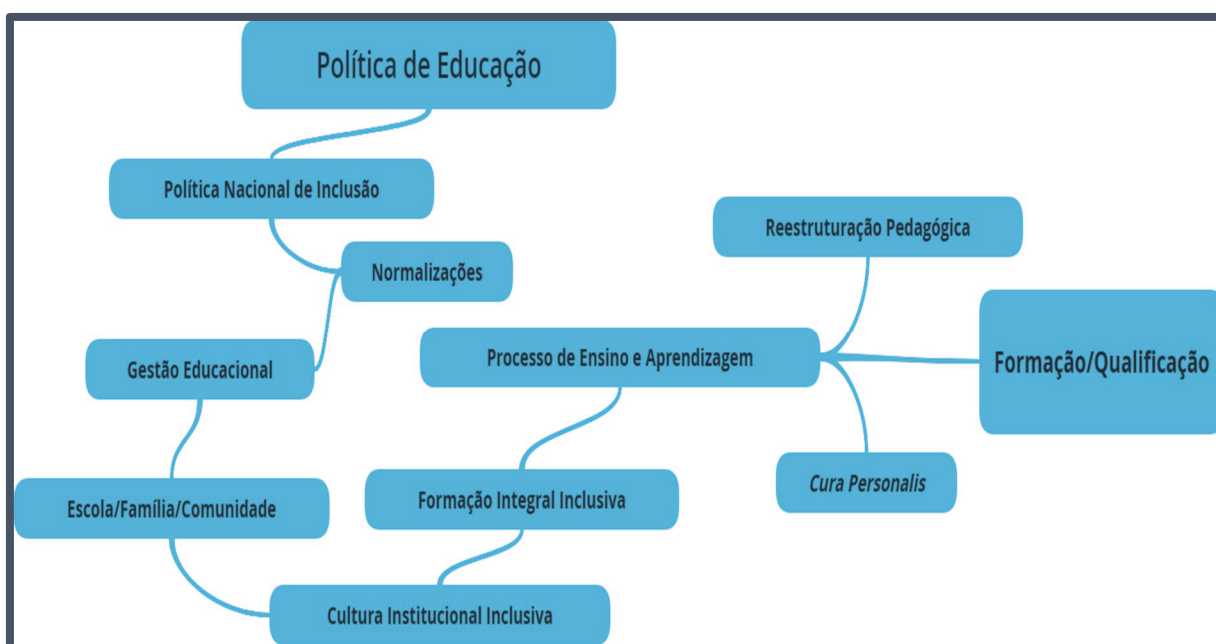 Política de Educação
Política Nacional de Inclusão
Normalizações
Gestão Educacional
Escola/Família/Comunidade
Cultura Institucional Inclusiva
Formação Integral Inclusiva
Processo de Ensino e Aprendizagem
Reestruturação Pedagógica
Formação/Qualificação
Cura Personalis